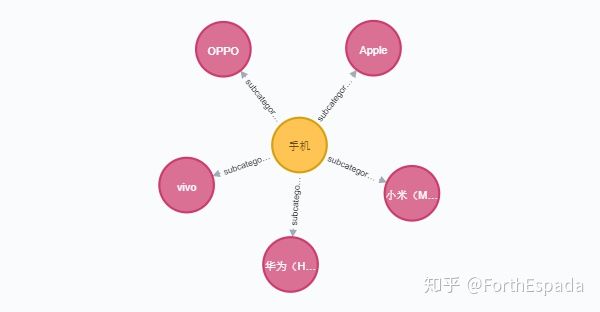 OPPO
Apple
subcategor...
subcategor...
手机
subcatego...
subcategor...
vivo
subcatego...
小米（M...
华为（H...
知乎 @ForthEspada